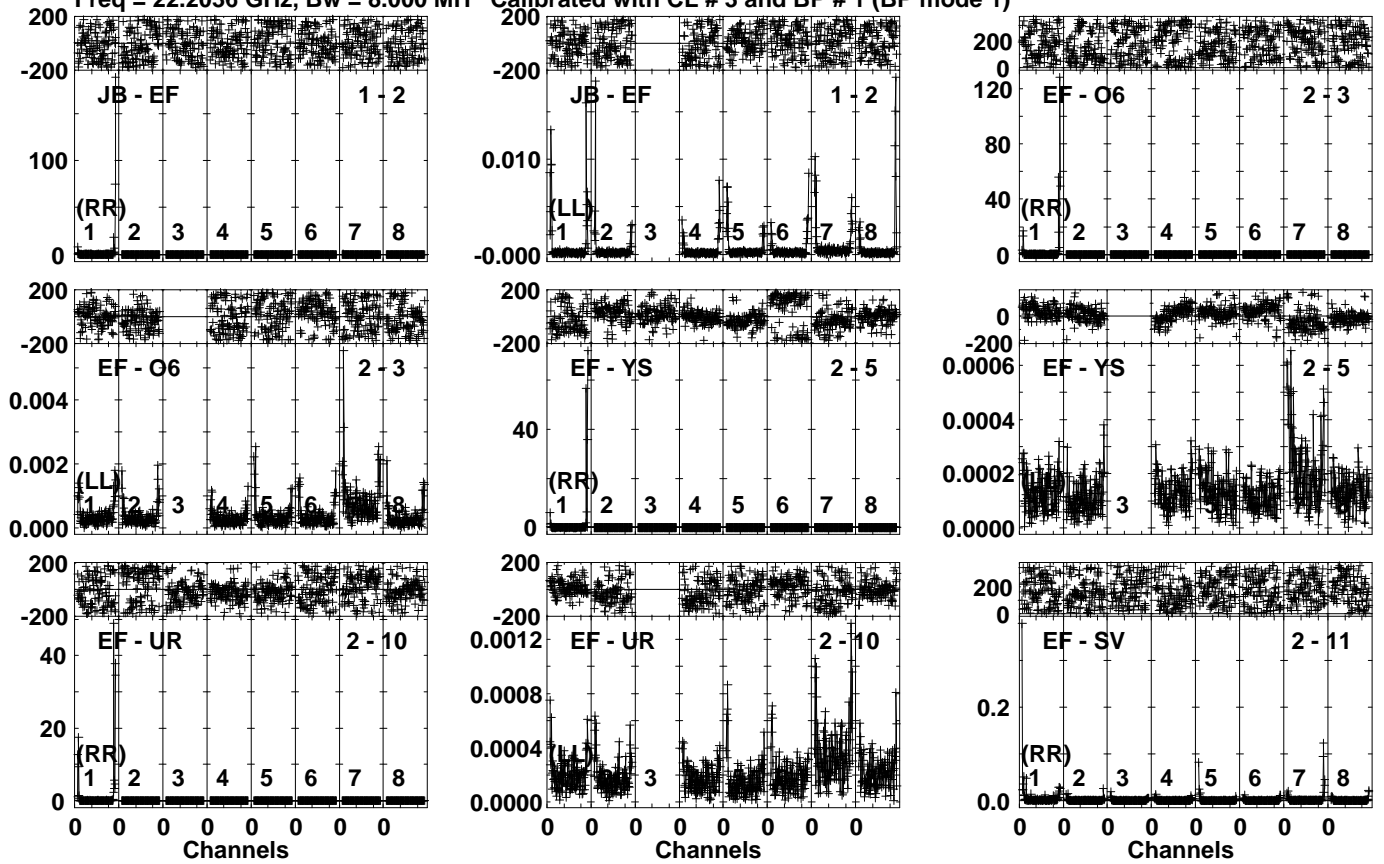 Freq = 22.2036 GHz, Bw = 8.000 MH Calibrated with CL # 3 and BP # 1 (BP mode 1)
200 200 200
-200 -200 0
JB - EF 1 - 2 JB - EF 1 - 2 EF - O6 2 - 3
120
100 0.010 80
40
(RR) (LL) (RR)
1 2 3 4 5 6 7 8 1 2 3 4 5 6 7 8 1 2 3 4 5 6 7 8
0 -0.000 0
200 200 0
-200 -200 -200
EF - O6 2 - 3 EF - YS 2 - 5 EF - YS 2 - 5
0.0006
0.004 40 0.0004
0.002 0.0002
(LL) (RR)
1 2 3 4 5 6 8 1 2 3 4 5 6 7 8 3
0.000 0 0.0000
200 200 200
-200 -200 0
EF - UR 2 - 10 EF - UR 2 - 10 EF - SV 2 - 11
0.0012
40 0.0008
20 0.0004 0.2
(RR) (LL) (RR)
1 2 3 4 5 6 7 8 3 1 2 3 4 5 6 7 8
0 0.0000 0.0
0 0 0 0 0 0 0 0 0 0 0 0 0 0 0 0 0 0 0 0 0 0 0 0
Channels Channels Channels